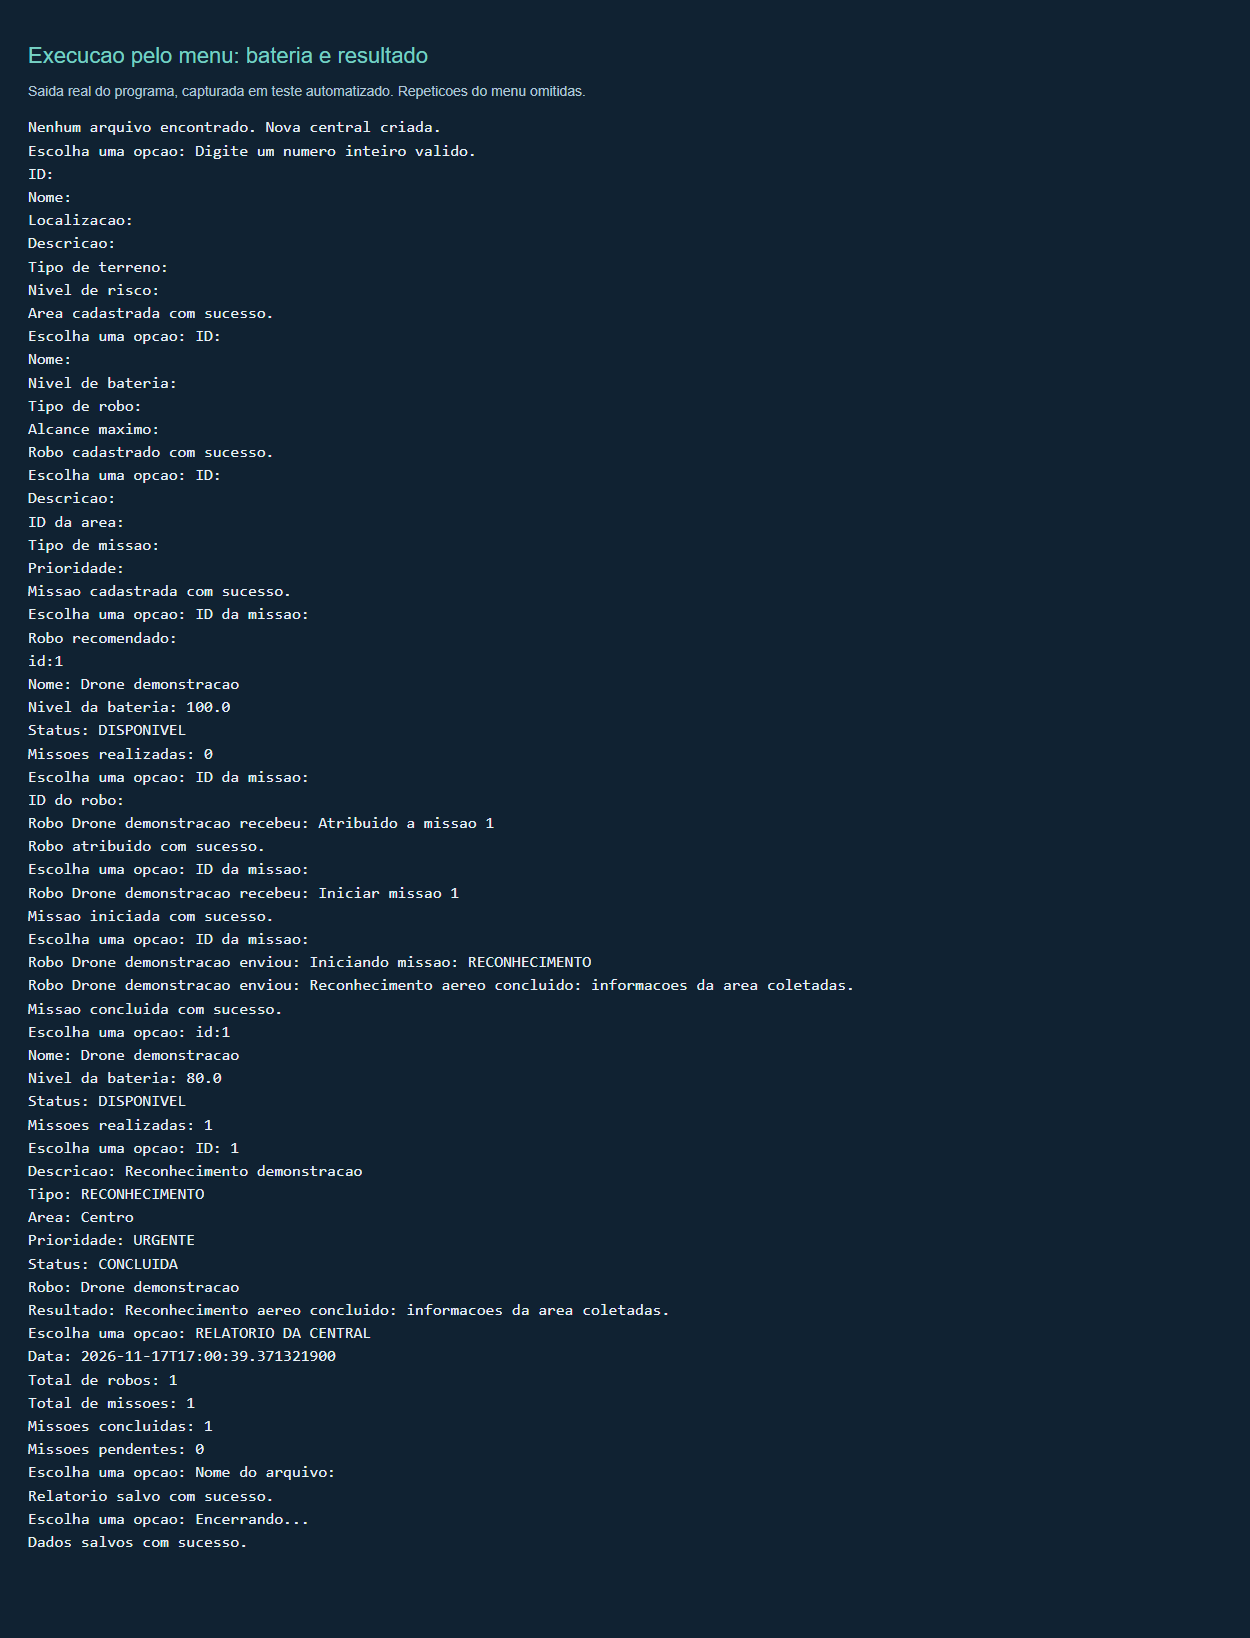 Execucao pelo menu: bateria e resultado
Saida real do programa, capturada em teste automatizado. Repeticoes do menu omitidas.
Nenhum arquivo encontrado. Nova central criada.
Escolha uma opcao: Digite um numero inteiro valido.
ID:
Nome:
Localizacao:
Descricao:
Tipo de terreno:
Nivel de risco:
Area cadastrada com sucesso.
Escolha uma opcao: ID:
Nome:
Nivel de bateria:
Tipo de robo:
Alcance maximo:
Robo cadastrado com sucesso.
Escolha uma opcao: ID:
Descricao:
ID da area:
Tipo de missao:
Prioridade:
Missao cadastrada com sucesso.
Escolha uma opcao: ID da missao:
Robo recomendado:
id:1
Nome: Drone demonstracao
Nivel da bateria: 100.0
Status: DISPONIVEL
Missoes realizadas: 0
Escolha uma opcao: ID da missao:
ID do robo:
Robo Drone demonstracao recebeu: Atribuido a missao 1
Robo atribuido com sucesso.
Escolha uma opcao: ID da missao:
Robo Drone demonstracao recebeu: Iniciar missao 1
Missao iniciada com sucesso.
Escolha uma opcao: ID da missao:
Robo Drone demonstracao enviou: Iniciando missao: RECONHECIMENTO
Robo Drone demonstracao enviou: Reconhecimento aereo concluido: informacoes da area coletadas.
Missao concluida com sucesso.
Escolha uma opcao: id:1
Nome: Drone demonstracao
Nivel da bateria: 80.0
Status: DISPONIVEL
Missoes realizadas: 1
Escolha uma opcao: ID: 1
Descricao: Reconhecimento demonstracao
Tipo: RECONHECIMENTO
Area: Centro
Prioridade: URGENTE
Status: CONCLUIDA
Robo: Drone demonstracao
Resultado: Reconhecimento aereo concluido: informacoes da area coletadas.
Escolha uma opcao: RELATORIO DA CENTRAL
Data: 2026-11-17T17:00:39.371321900
Total de robos: 1
Total de missoes: 1
Missoes concluidas: 1
Missoes pendentes: 0
Escolha uma opcao: Nome do arquivo:
Relatorio salvo com sucesso.
Escolha uma opcao: Encerrando...
Dados salvos com sucesso.